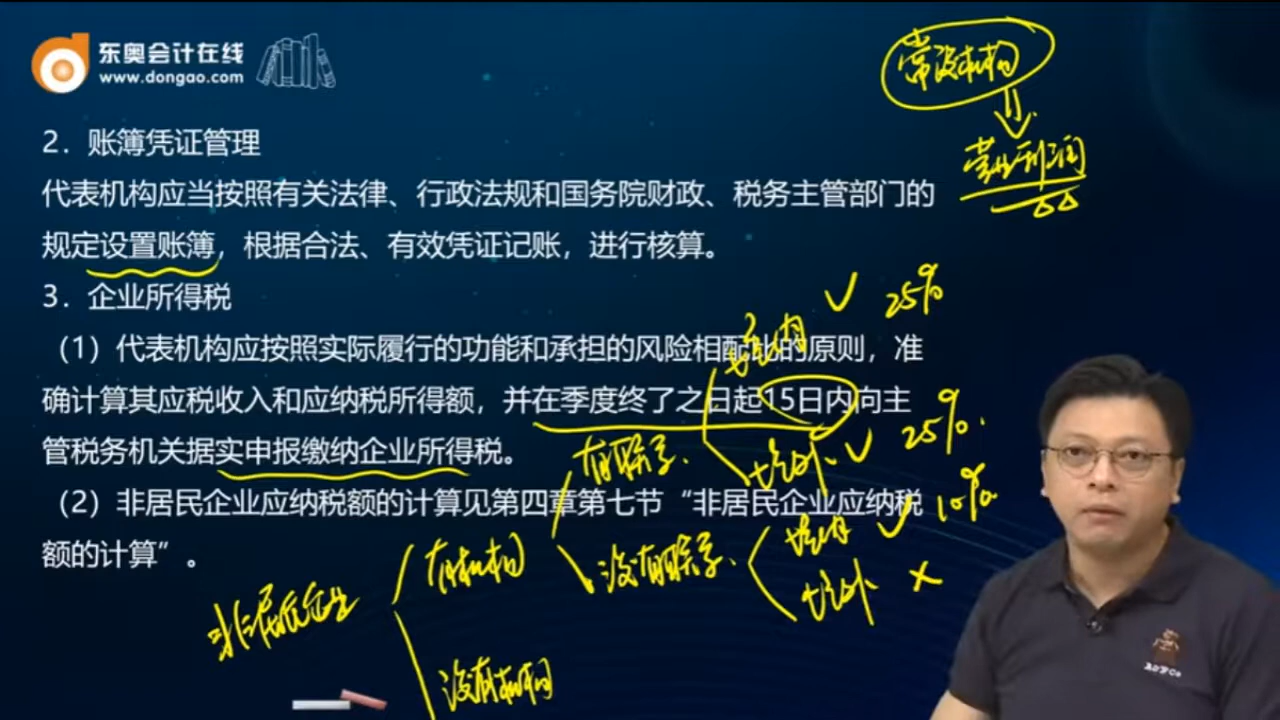 东奥会计在线
www.dongao.com
常设机构
营业利润
2．账簿凭证管理
代表机构应当按照有关法律、行政法规和国务院财政、税务主管部门的
规定设置账簿，根据合法、有效凭证记账，进行核算。
3．企业所得税
（1）代表机构应按照实际履行的功能和承担的风险相配比的原则，准
确计算其应税收入和应纳税所得额，并在季度终了之日起15日内向主
管税务机关据实申报缴纳企业所得税。
（2）非居民企业应纳税额的计算见第四章第七节“非居民企业应纳税
额的计算”。
境内 ✓ 25%
有联系.
境外 ✓ 25%.
非居民企业
有机构
没有联系.
境内 ✓ 10%
境外 ×
没有机构